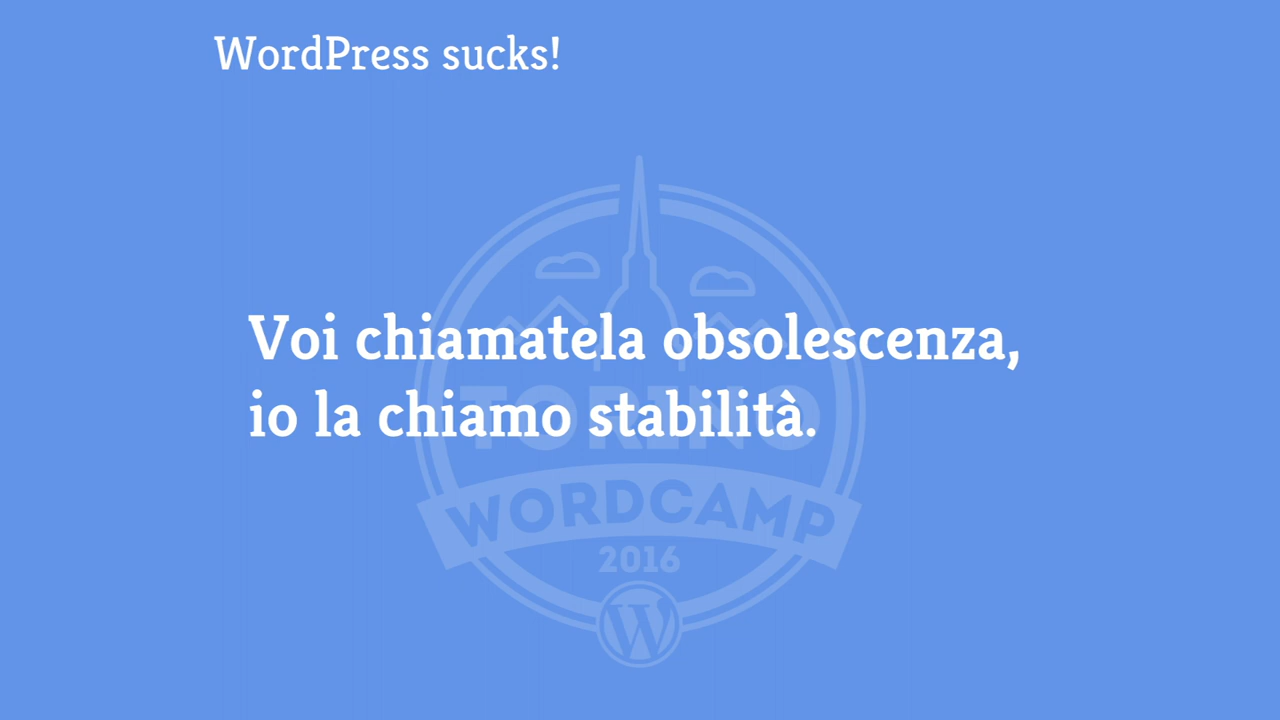 WordPress sucks!
Voi chiamatela obsolescenza,
io la chiamo stabilità.
TORINO
WORDCAMP
2016
W